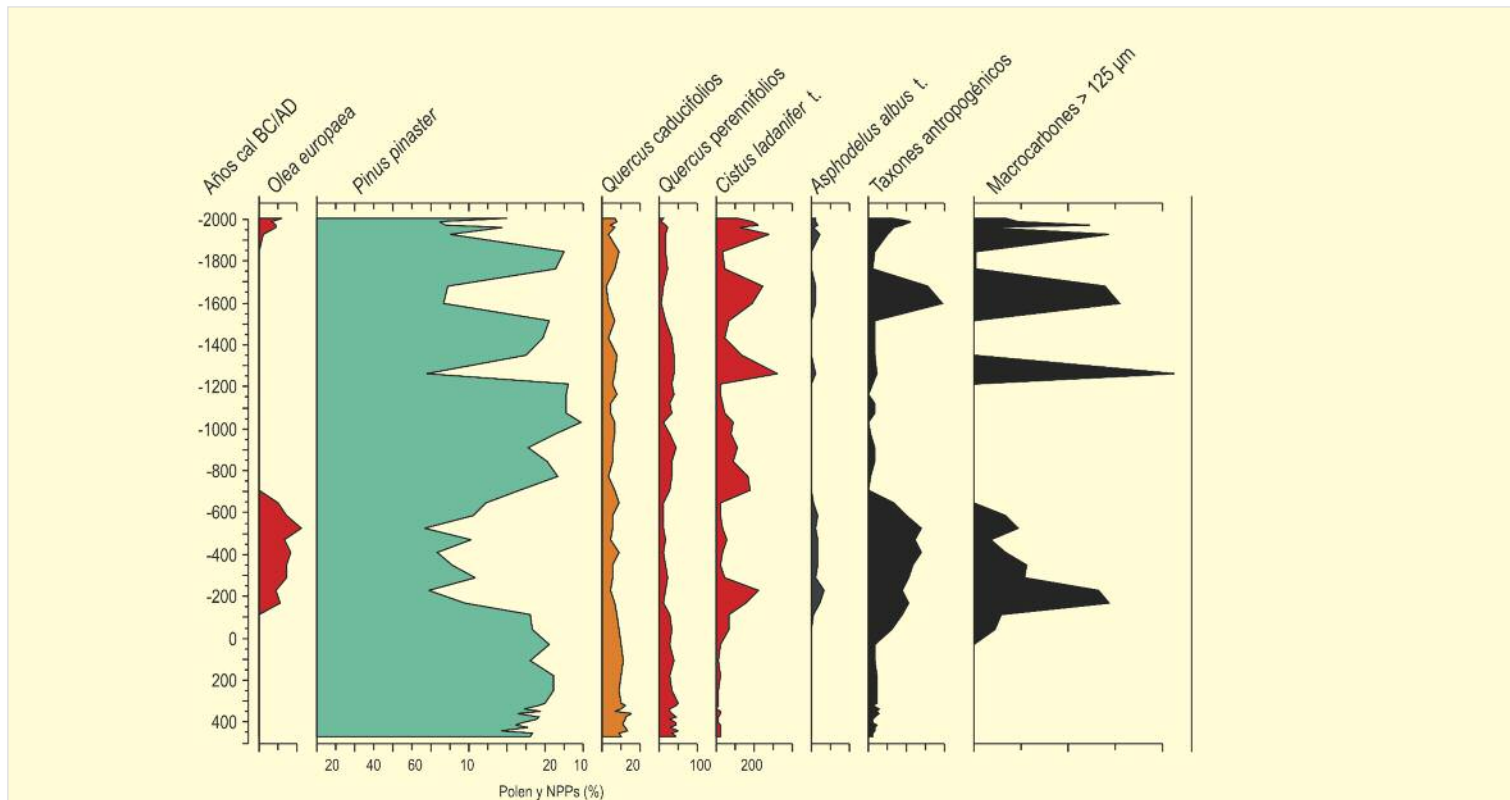 Años cal BC/AD
Olea europaea
Pinus pinaster
Quercus caducifolios
Quercus perennifolios
Cistus ladanifer t.
Asphodelus albus t.
Taxones antropogénicos
Macrocarbones > 125 µm
-2000
-1800
-1600
-1400
-1200
-1000
-800
-600
-400
-200
0
200
400
20 40 60 10 20 10 20 100 200
Polen y NPPs (%)